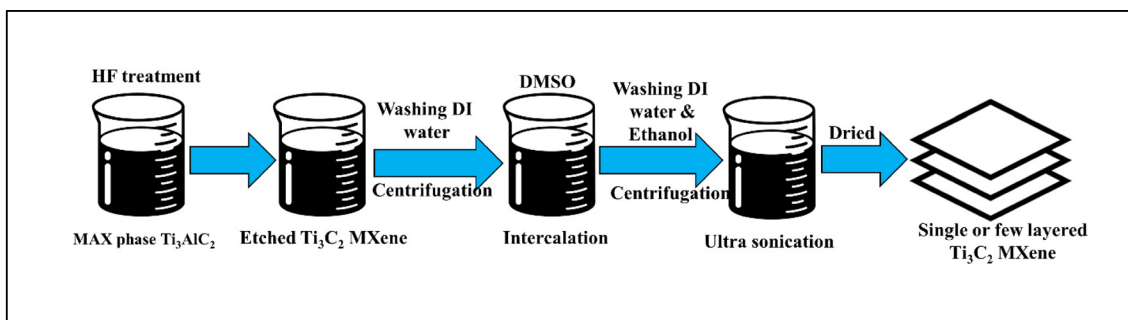 HF treatment
MAX phase Ti₃AlC₂
Etched Ti₃C₂ MXene
Washing DI
water
Centrifugation
DMSO
Intercalation
Washing DI
water &
Ethanol
Centrifugation
Ultra sonication
Dried
Single or few layered
Ti₃C₂ MXene